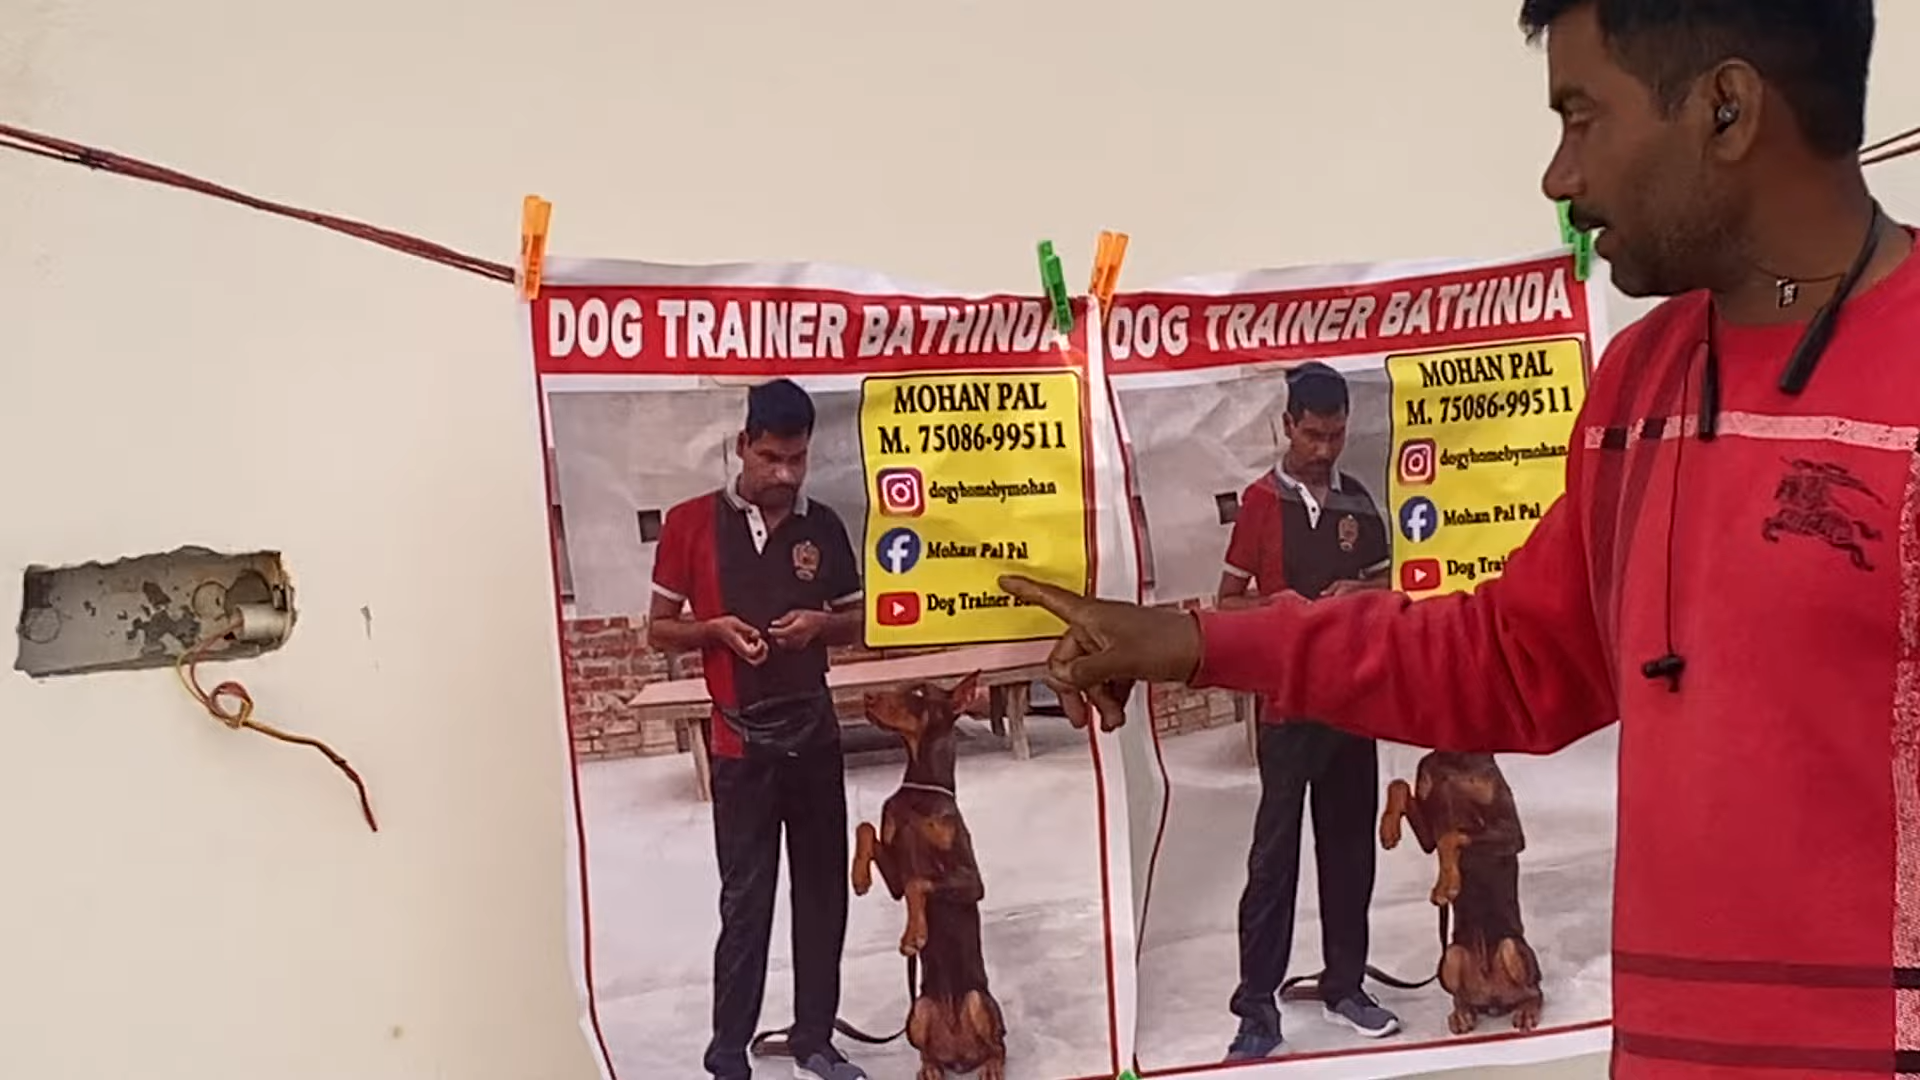 DOG TRAINER BATHINDA
MOHAN PAL
M. 75086-99511
dogyhomebymohan
Mohan Pal Pal
Dog Trainer
DOG TRAINER BATHINDA
MOHAN PAL
M. 75086-99511
dogyhomebymohan
Mohan Pal Pal
Dog